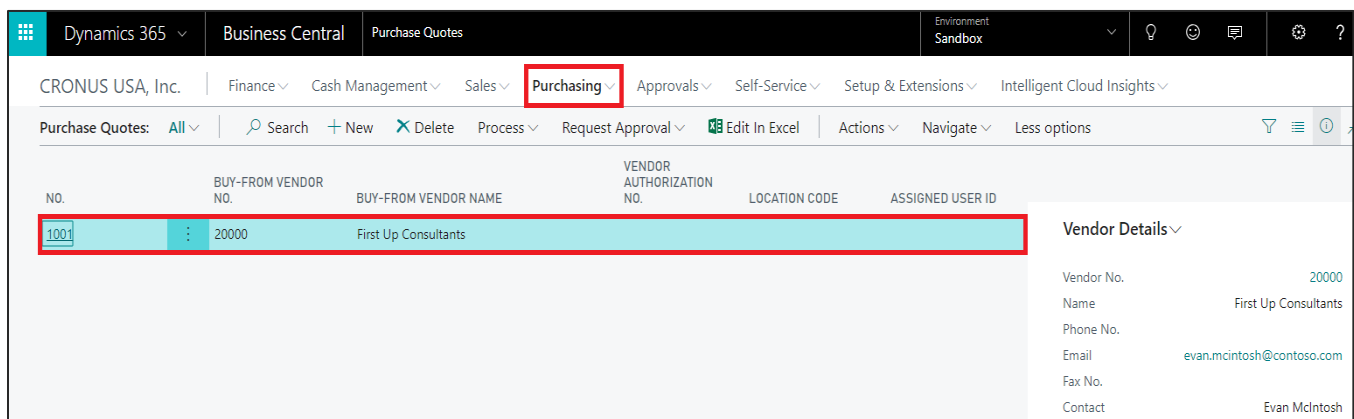 Dynamics 365 Business Central Purchase Quotes Environment
Sandbox ?
CRONUS USA, Inc. Finance Cash Management Sales Purchasing Approvals Self-Service Setup & Extensions Intelligent Cloud Insights
Purchase Quotes: All Search New Delete Process Request Approval Edit In Excel Actions Navigate Less options
NO. BUY-FROM VENDOR
NO. BUY-FROM VENDOR NAME VENDOR
AUTHORIZATION
NO. LOCATION CODE ASSIGNED USER ID
1001 20000 First Up Consultants
Vendor Details
Vendor No. 20000
Name First Up Consultants
Phone No.
Email evan.mcintosh@contoso.com
Fax No.
Contact Evan McIntosh